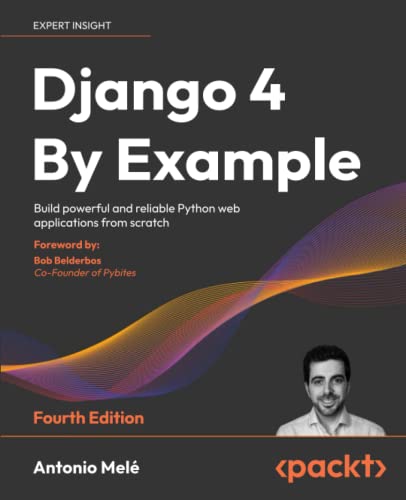 EXPERT INSIGHT
Django 4
By Example
Build powerful and reliable Python web
applications from scratch
Foreword by:
Bob Belderbos
Co-Founder of Pybites
Fourth Edition
Antonio Melé
<packt>